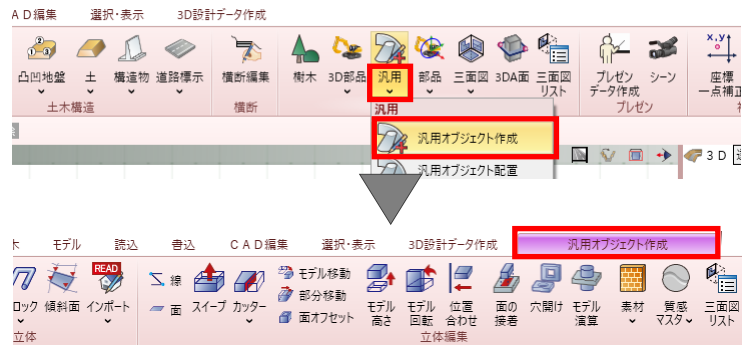 ＡＤ編集　選択･表示　3D設計データ作成
凸凹地盤　土　構造物　道路標示　横断編集　樹木　3D部品　汎用　部品　三面図　3DA面　三面図リスト　プレゼンデータ作成　シーン　座標一点補正
土木構造　横断　汎用　プレゼン
汎用オブジェクト作成
汎用オブジェクト配置
３Ｄ
モデル　読込　書込　ＣＡＤ編集　選択･表示　3D設計データ作成　汎用オブジェクト作成
READ
ロック　傾斜面　インポート　線　面　スイープ　カッター　モデル移動　部分移動　面オフセット　モデル高さ　モデル回転　位置合わせ　面の接着　穴開け　モデル演算　素材　質感マスタ　三面図リスト
立体　立体編集
X,Y